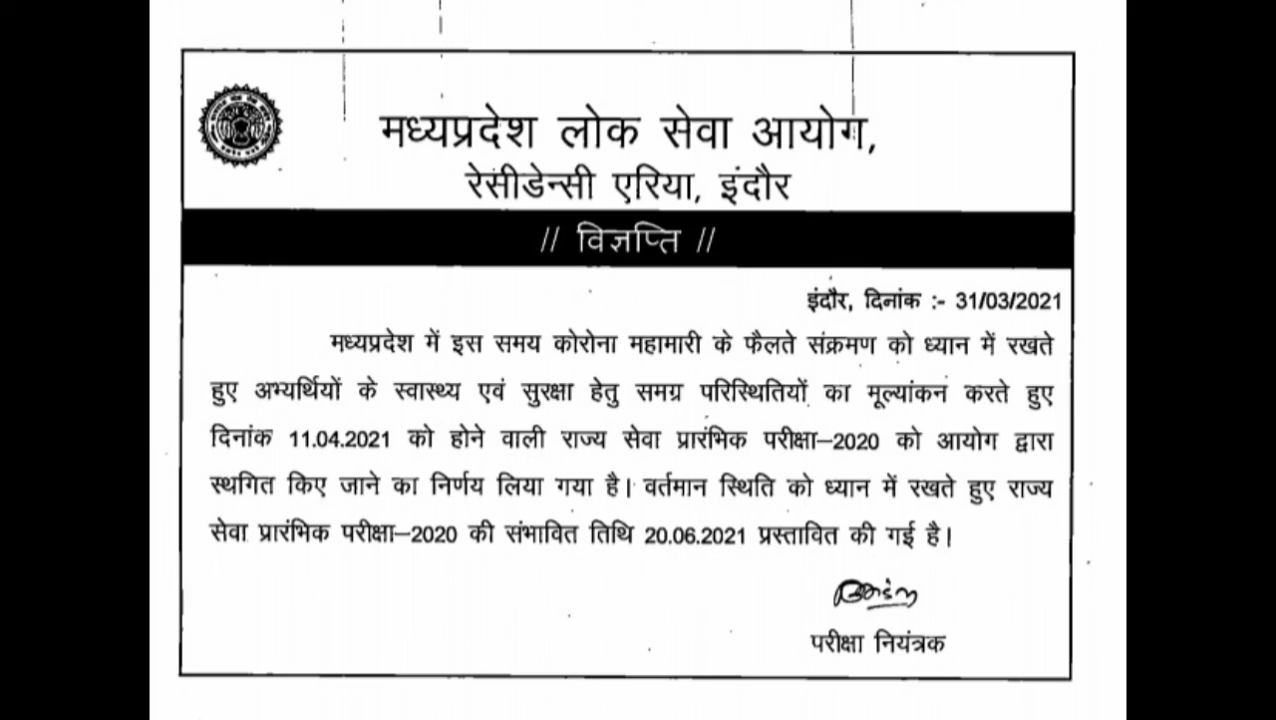 मध्यप्रदेश लोक सेवा आयोग,
रेसीडेन्सी एरिया, इंदौर
// विज्ञप्ति //
इंदौर, दिनांक :- 31/03/2021
मध्यप्रदेश में इस समय कोरोना महामारी के फैलते संक्रमण को ध्यान में रखते
हुए अभ्यर्थियों के स्वास्थ्य एवं सुरक्षा हेतु समग्र परिस्थितियों का मूल्यांकन करते हुए
दिनांक 11.04.2021 को होने वाली राज्य सेवा प्रारंभिक परीक्षा–2020 को आयोग द्वारा
स्थगित किए जाने का निर्णय लिया गया है। वर्तमान स्थिति को ध्यान में रखते हुए राज्य
सेवा प्रारंभिक परीक्षा–2020 की संभावित तिथि 20.06.2021 प्रस्तावित की गई है।
परीक्षा नियंत्रक